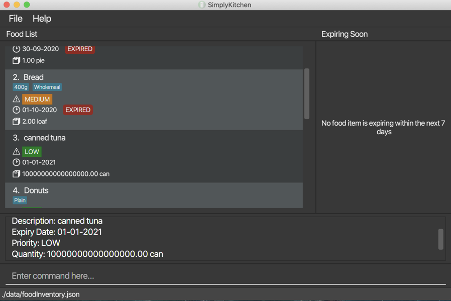 SimplyKitchen
File Help
Food List
Expiring Soon
30-09-2020 EXPIRED
1.00 pie
2. Bread
400g Wholemeal
MEDIUM
01-10-2020 EXPIRED
2.00 loaf
3. canned tuna
LOW
01-01-2021
10000000000000000.00 can
4. Donuts
Plain
No food item is expiring within the next 7
days
Description: canned tuna
Expiry Date: 01-01-2021
Priority: LOW
Quantity: 10000000000000000.00 can
Enter command here...
./data/foodInventory.json